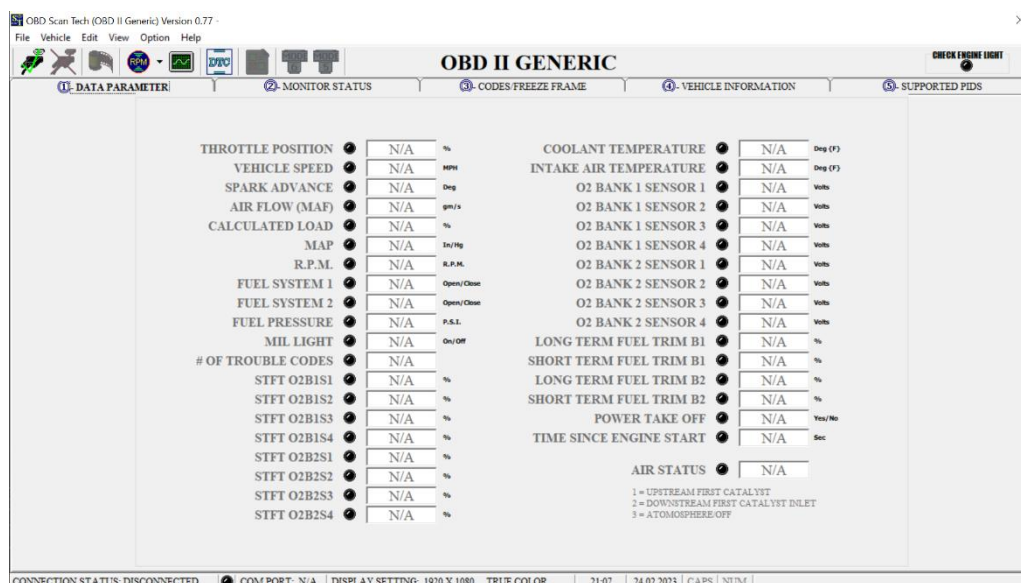 OBD Scan Tech (OBD II Generic) Version 0.77 -
File Vehicle Edit View Option Help
RPM DTC MODE MODE 5 OBD II GENERIC CHECK ENGINE LIGHT
1 - DATA PARAMETER 2 - MONITOR STATUS 3 - CODES/FREEZE FRAME 4 - VEHICLE INFORMATION 5 - SUPPORTED PIDS
THROTTLE POSITION N/A %
VEHICLE SPEED N/A MPH
SPARK ADVANCE N/A Deg
AIR FLOW (MAF) N/A gm/s
CALCULATED LOAD N/A %
MAP N/A In/Hg
R.P.M. N/A R.P.M.
FUEL SYSTEM 1 N/A Open/Close
FUEL SYSTEM 2 N/A Open/Close
FUEL PRESSURE N/A P.S.I.
MIL LIGHT N/A On/Off
# OF TROUBLE CODES N/A
STFT O2B1S1 N/A %
STFT O2B1S2 N/A %
STFT O2B1S3 N/A %
STFT O2B1S4 N/A %
STFT O2B2S1 N/A %
STFT O2B2S2 N/A %
STFT O2B2S3 N/A %
STFT O2B2S4 N/A %
COOLANT TEMPERATURE N/A Deg {F}
INTAKE AIR TEMPERATURE N/A Deg {F}
O2 BANK 1 SENSOR 1 N/A Volts
O2 BANK 1 SENSOR 2 N/A Volts
O2 BANK 1 SENSOR 3 N/A Volts
O2 BANK 1 SENSOR 4 N/A Volts
O2 BANK 2 SENSOR 1 N/A Volts
O2 BANK 2 SENSOR 2 N/A Volts
O2 BANK 2 SENSOR 3 N/A Volts
O2 BANK 2 SENSOR 4 N/A Volts
LONG TERM FUEL TRIM B1 N/A %
SHORT TERM FUEL TRIM B1 N/A %
LONG TERM FUEL TRIM B2 N/A %
SHORT TERM FUEL TRIM B2 N/A %
POWER TAKE OFF N/A Yes/No
TIME SINCE ENGINE START N/A Sec
AIR STATUS N/A
1 = UPSTREAM FIRST CATALYST
2 = DOWNSTREAM FIRST CATALYST INLET
3 = ATOMOSPHERE/OFF
CONNECTION STATUS: DISCONNECTED COM PORT: N/A DISPLAY SETTING: 1920 X 1080 TRUE COLOR 21:07 24.02.2023 CAPS NUM